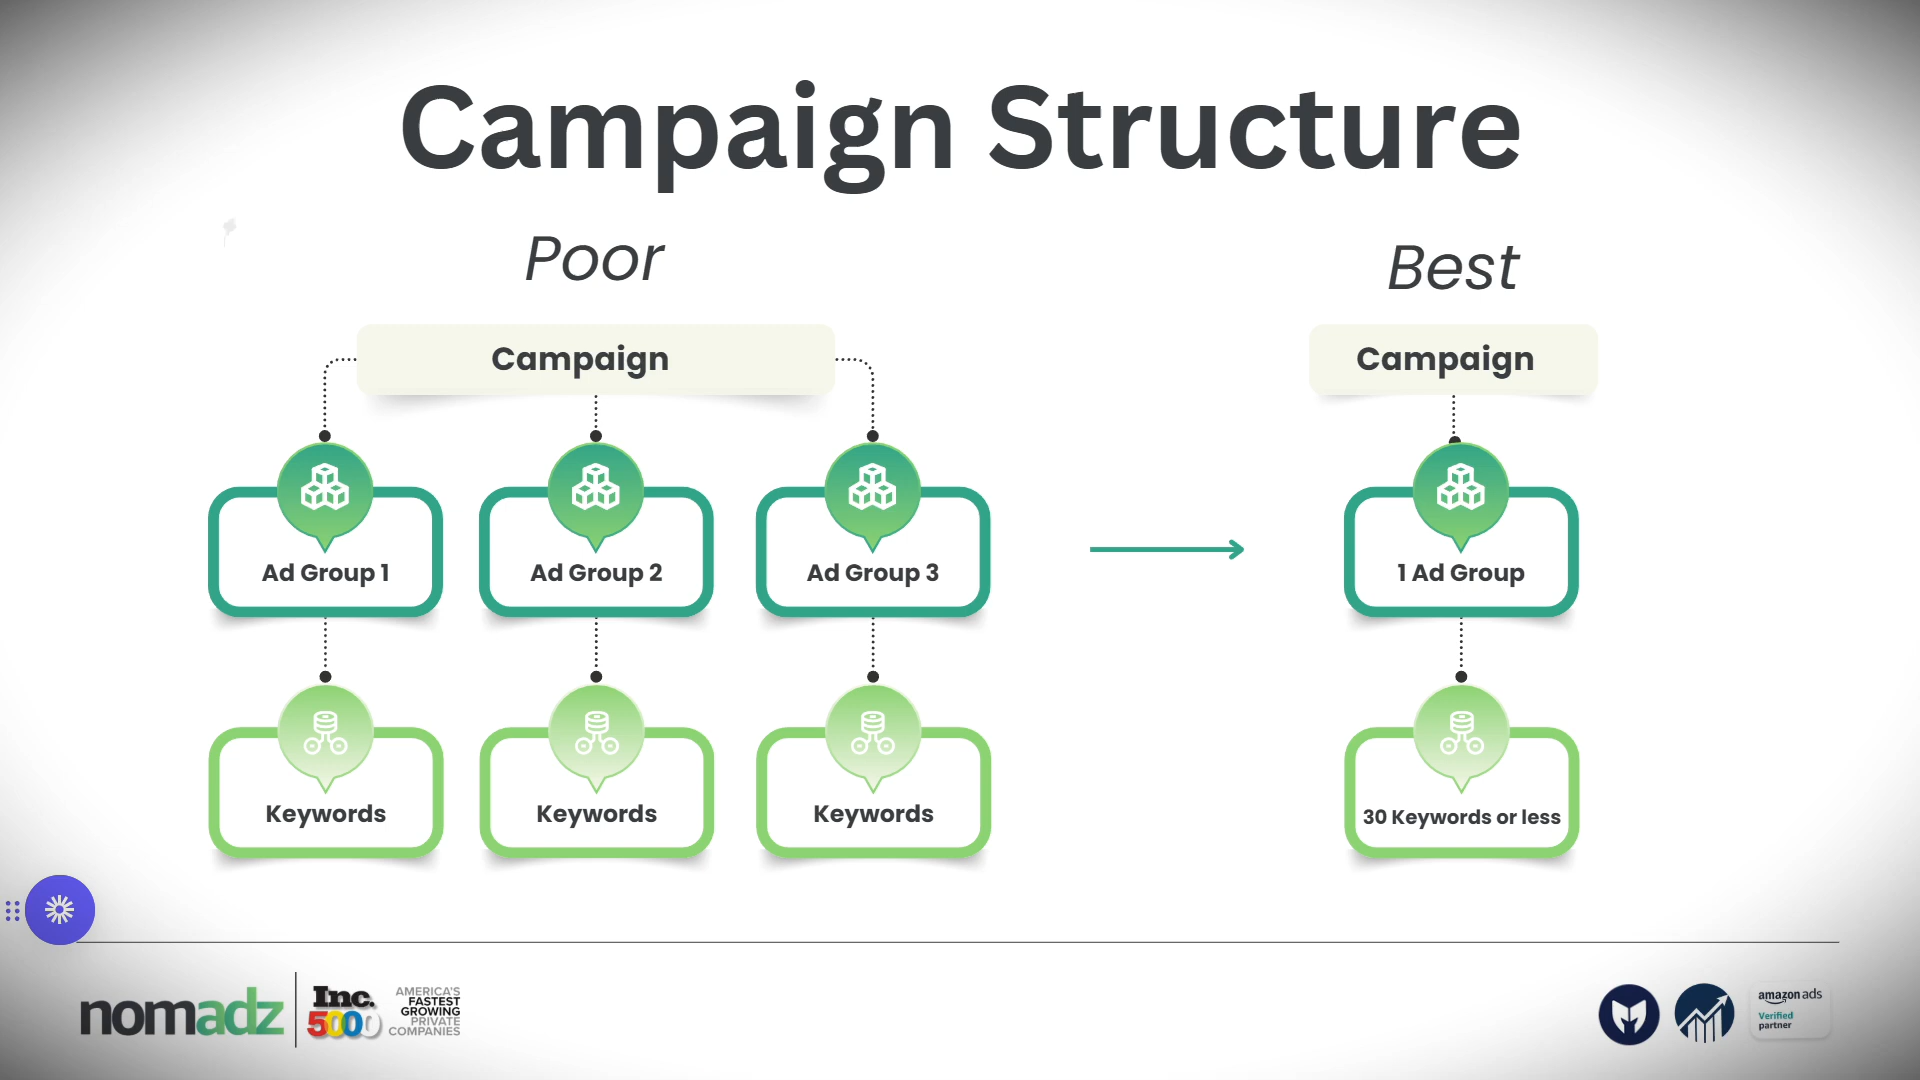 Campaign Structure
Poor
Best
Campaign
Campaign
Ad Group 1
Ad Group 2
Ad Group 3
1 Ad Group
Keywords
Keywords
Keywords
30 Keywords or less
nomadz
Inc.
5000
AMERICA'S
FASTEST
GROWING
PRIVATE
COMPANIES
amazon ads
Verified
partner